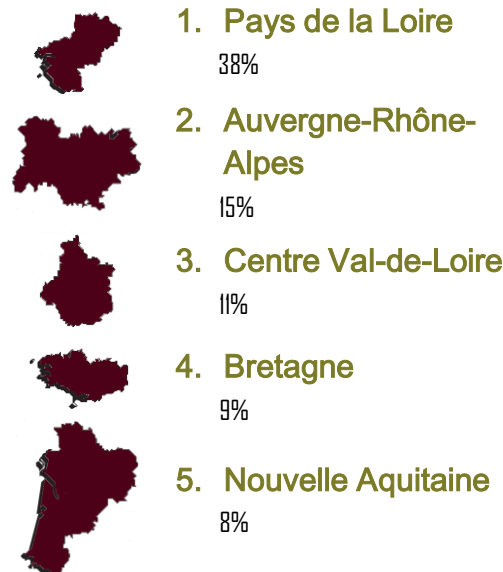 1. Pays de la Loire
38%
2. Auvergne-Rhône-
Alpes
15%
3. Centre Val-de-Loire
11%
4. Bretagne
9%
5. Nouvelle Aquitaine
8%